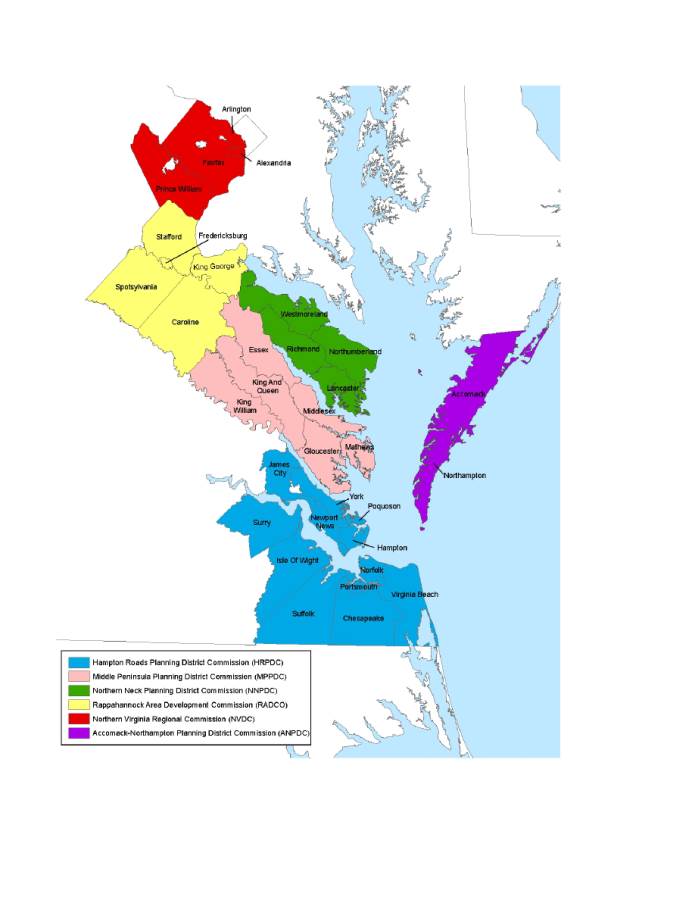 Arlington
Fairfax
Alexandria
Prince William
Stafford
Fredericksburg
King George
Spotsylvania
Caroline
Westmoreland
Richmond
Northumberland
Essex
Lancaster
King And
Queen
King
William
Middlesex
Gloucester
Mathews
Accomack
Northampton
James
City
York
Poquoson
Surry
Newport
News
Hampton
Isle Of Wight
Norfolk
Portsmouth
Virginia Beach
Suffolk
Chesapeake
Hampton Roads Planning District Commission (HRPDC)
Middle Peninsula Planning District Commission (MPPDC)
Northern Neck Planning District Commission (NNPDC)
Rappahannock Area Development Commission (RADCO)
Northern Virginia Regional Commission (NVDC)
Accomack-Northampton Planning District Commission (ANPDC)